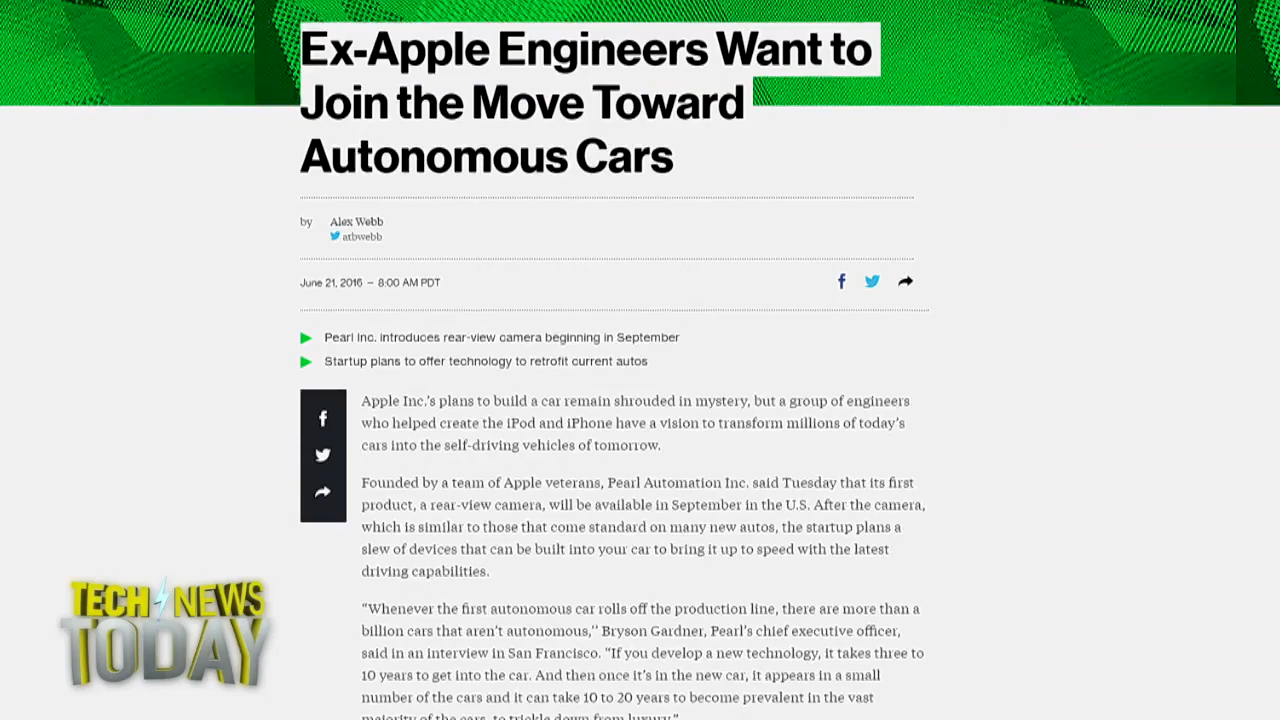 Ex-Apple Engineers Want to
Join the Move Toward
Autonomous Cars
by Alex Webb
atbwebb
June 21, 2016 – 8:00 AM PDT
Pearl Inc. introduces rear-view camera beginning in September
Startup plans to offer technology to retrofit current autos
Apple Inc.'s plans to build a car remain shrouded in mystery, but a group of engineers
who helped create the iPod and iPhone have a vision to transform millions of today's
cars into the self-driving vehicles of tomorrow.
Founded by a team of Apple veterans, Pearl Automation Inc. said Tuesday that its first
product, a rear-view camera, will be available in September in the U.S. After the camera,
which is similar to those that come standard on many new autos, the startup plans a
slew of devices that can be built into your car to bring it up to speed with the latest
driving capabilities.
"Whenever the first autonomous car rolls off the production line, there are more than a
billion cars that aren't autonomous,'' Bryson Gardner, Pearl's chief executive officer,
said in an interview in San Francisco. "If you develop a new technology, it takes three to
10 years to get into the car. And then once it's in the new car, it appears in a small
number of the cars and it can take 10 to 20 years to become prevalent in the vast
majority of the cars, to trickle down from luxury."
TECH NEWS
TODAY